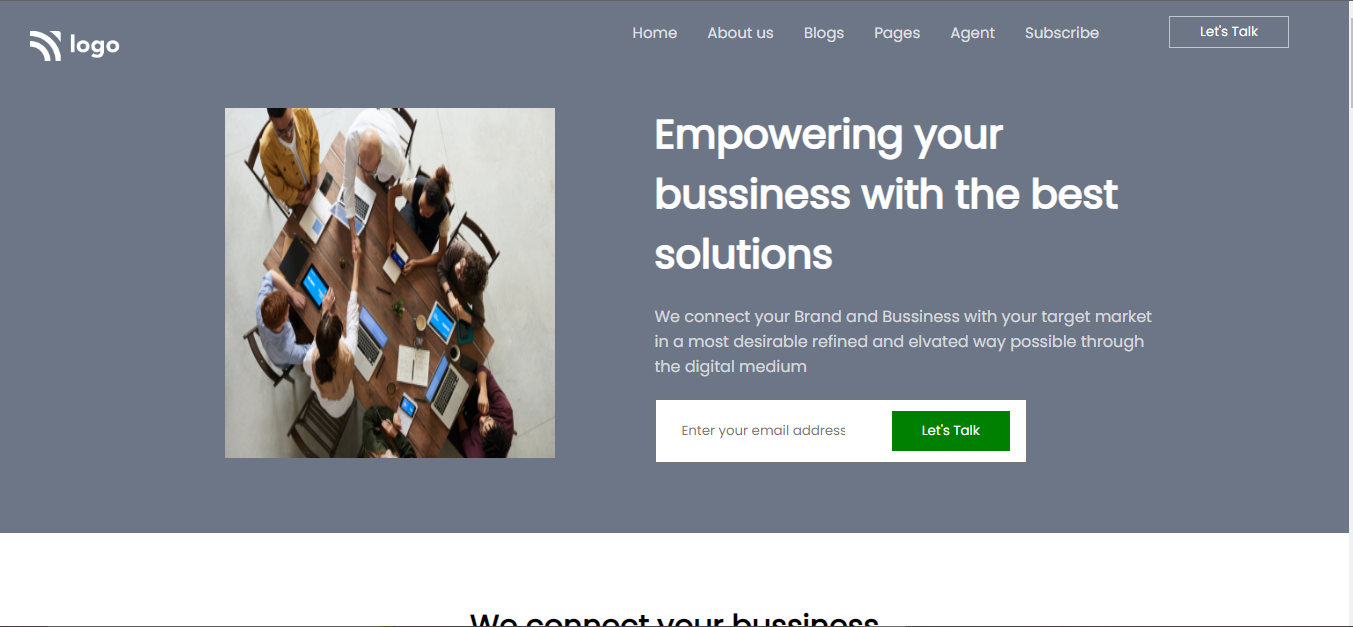 logo
Home About us Blogs Pages Agent Subscribe Let's Talk
Empowering your
bussiness with the best
solutions
We connect your Brand and Bussiness with your target market
in a most desirable refined and elvated way possible through
the digital medium
Enter your email address Let's Talk
We connect your bussiness